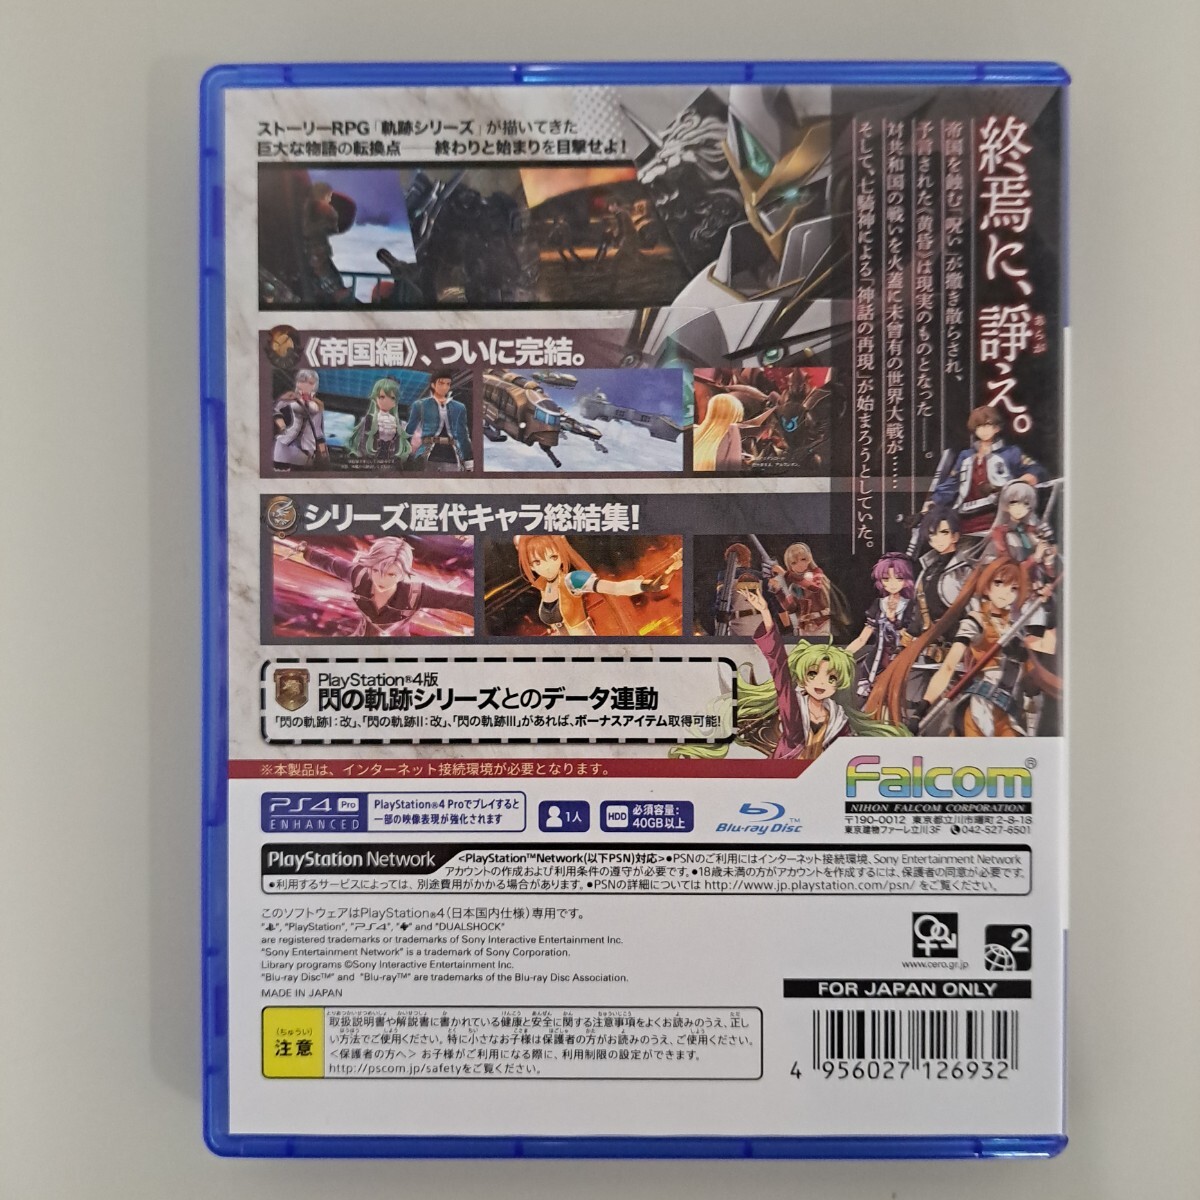 ストーリーRPG「軌跡シリーズ」が描いてきた
巨大な物語の転換点――終わりと始まりを目撃せよ!
終焉に、諍え。
あらが
帝国を蝕む「呪い」が撒き散らされ、
予言された《黄昏》は現実のものとなった――。
対共和国の戦いを火蓋に未曾有の世界大戦が……
そして、七騎神による「神話の再現」が始まろうとしていた。
《帝国編》、ついに完結。
シリーズ歴代キャラ総結集!
PlayStation®4版
閃の軌跡シリーズとのデータ連動
「閃の軌跡I:改」、「閃の軌跡II:改」、「閃の軌跡III」があれば、ボーナスアイテム取得可能!
※本製品は、インターネット接続環境が必要となります。
Falcom®
NIHON FALCOM CORPORATION
〒190-0012 東京都立川市曙町2-8-18
東京建物ファーレ立川3F 042-527-6501
PS4 Pro
ENHANCED
PlayStation®4 Proでプレイすると
一部の映像表現が強化されます
1人
HDD
必須容量:
40GB以上
Blu-ray Disc™
PlayStation Network
<PlayStation™Network(以下PSN)対応>●PSNのご利用にはインターネット接続環境、Sony Entertainment Network
アカウントの作成および利用条件の遵守が必要です。●18歳未満の方がアカウントを作成するには、保護者の同意が必要です。
●利用するサービスによっては、別途費用がかかる場合があります。●PSNの詳細については http://www.jp.playstation.com/psn/ をご覧ください。
このソフトウェアはPlayStation®4(日本国内仕様)専用です。
"PlayStation", "PS4", and "DUALSHOCK"
are registered trademarks or trademarks of Sony Interactive Entertainment Inc.
"Sony Entertainment Network" is a trademark of Sony Corporation.
Library programs ©Sony Interactive Entertainment Inc.
"Blu-ray Disc™" and "Blu-ray™" are trademarks of the Blu-ray Disc Association.
MADE IN JAPAN
www.cero.gr.jp
2
FOR JAPAN ONLY
(ちゅうい)
注意
取扱説明書や解説書に書かれている健康と安全に関する注意事項をよくお読みのうえ、正し
い方法でご使用ください。特に小さなお子様は保護者の方がお読みのうえ、ご使用ください。
<保護者の方へ> お子様がご利用になる際に、利用制限の設定ができます。
http://pscom.jp/safetyをご覧ください。
4 956027 126932